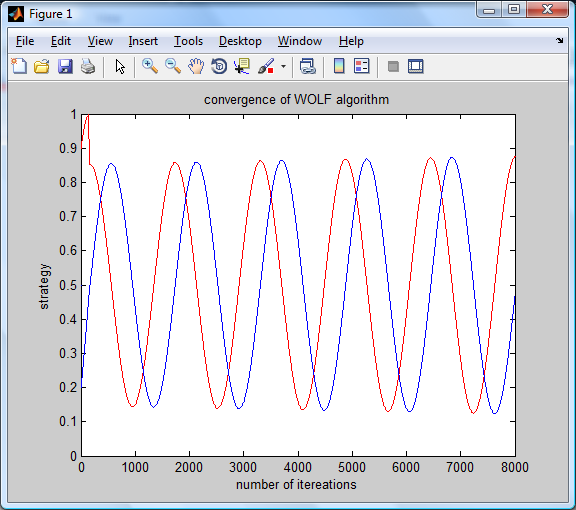 Figure 1
File Edit View Insert Tools Desktop Window Help
convergence of WOLF algorithm
1
0.9
0.8
0.7
0.6
0.5
0.4
0.3
0.2
0.1
0
strategy
0 1000 2000 3000 4000 5000 6000 7000 8000
number of itereations